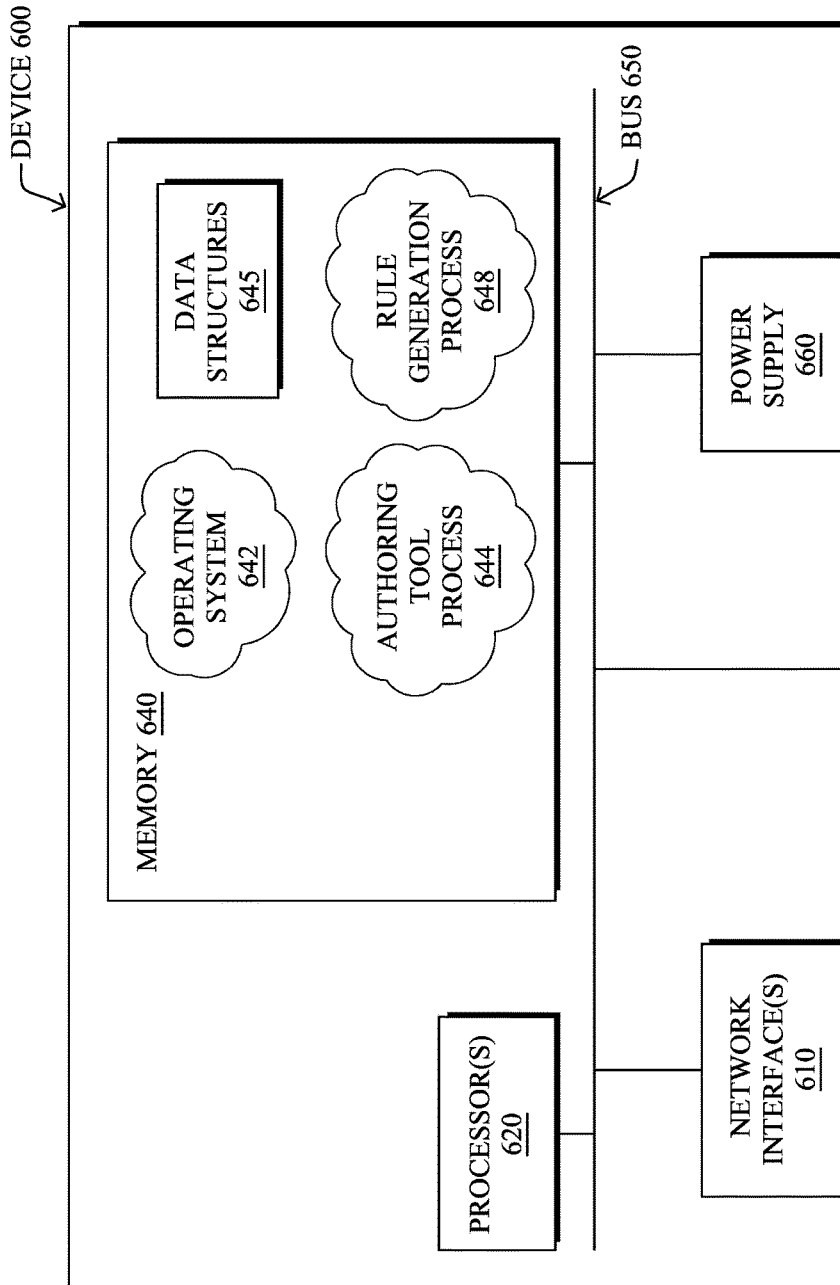 DEVICE 600
MEMORY 640
OPERATING
SYSTEM
642
DATA
STRUCTURES
645
AUTHORING
TOOL
PROCESS
644
RULE
GENERATION
PROCESS
648
PROCESSOR(S)
620
BUS 650
NETWORK
INTERFACE(S)
610
POWER
SUPPLY
660